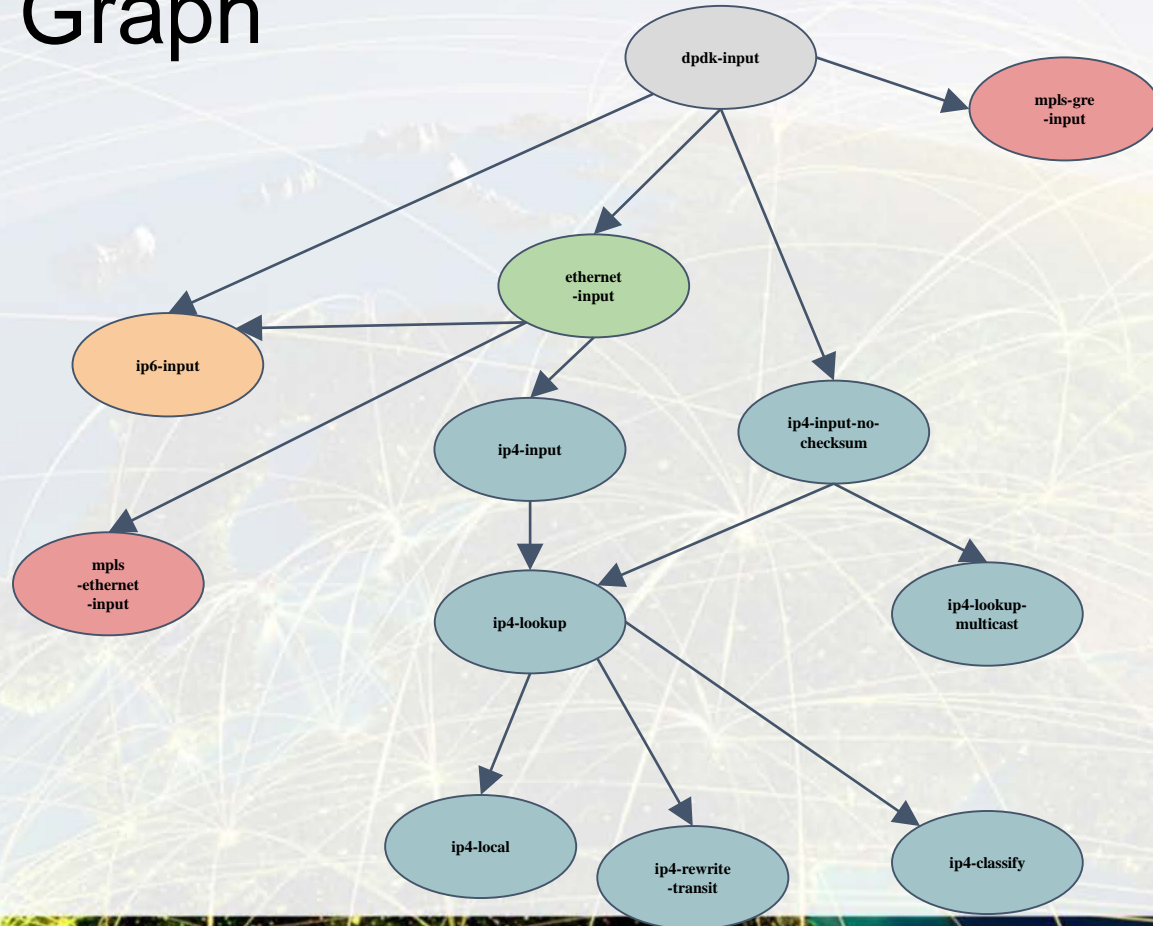 Graph
dpdk-input
mpls-gre
-input
ethernet
-input
ip6-input
ip4-input
ip4-input-no-
checksum
mpls
-ethernet
-input
ip4-lookup
ip4-lookup-
multicast
ip4-local
ip4-rewrite
-transit
ip4-classify